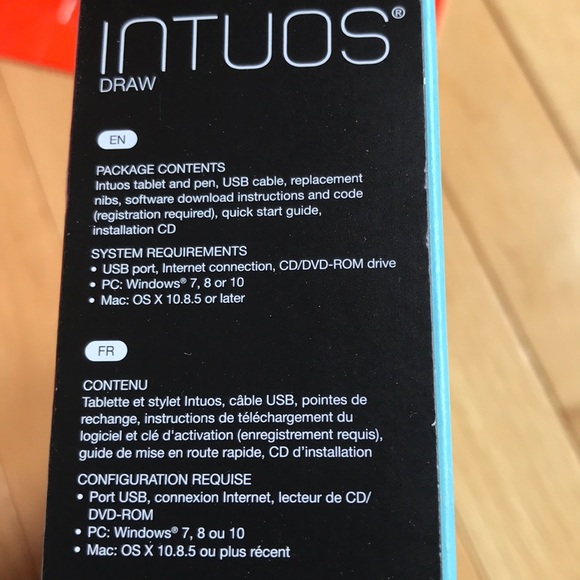 INTUOS®
DRAW
EN
PACKAGE CONTENTS
Intuos tablet and pen, USB cable, replacement
nibs, software download instructions and code
(registration required), quick start guide,
installation CD
SYSTEM REQUIREMENTS
• USB port, Internet connection, CD/DVD-ROM drive
• PC: Windows® 7, 8 or 10
• Mac: OS X 10.8.5 or later
FR
CONTENU
Tablette et stylet Intuos, câble USB, pointes de
rechange, instructions de téléchargement du
logiciel et clé d'activation (enregistrement requis),
guide de mise en route rapide, CD d'installation
CONFIGURATION REQUISE
• Port USB, connexion Internet, lecteur de CD/
DVD-ROM
• PC: Windows® 7, 8 ou 10
• Mac: OS X 10.8.5 ou plus récent